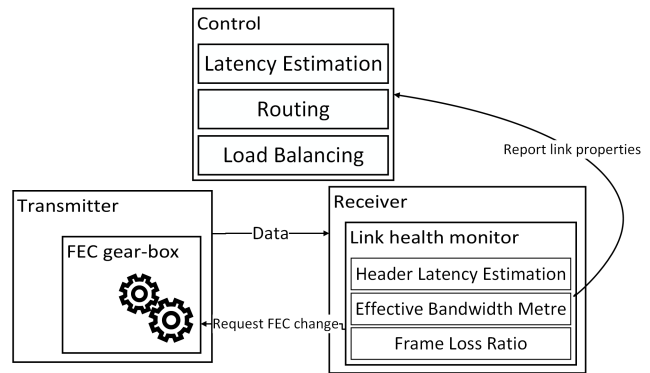 Control
Latency Estimation
Routing
Load Balancing
Report link properties
Transmitter
FEC gear-box
Data
Request FEC change
Receiver
Link health monitor
Header Latency Estimation
Effective Bandwidth Metre
Frame Loss Ratio